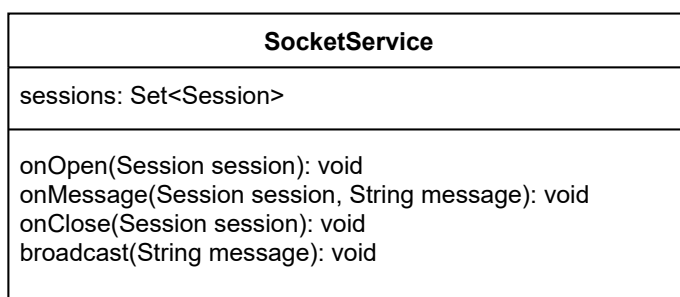 SocketService
sessions: Set<Session>
onOpen(Session session): void
onMessage(Session session, String message): void
onClose(Session session): void
broadcast(String message): void